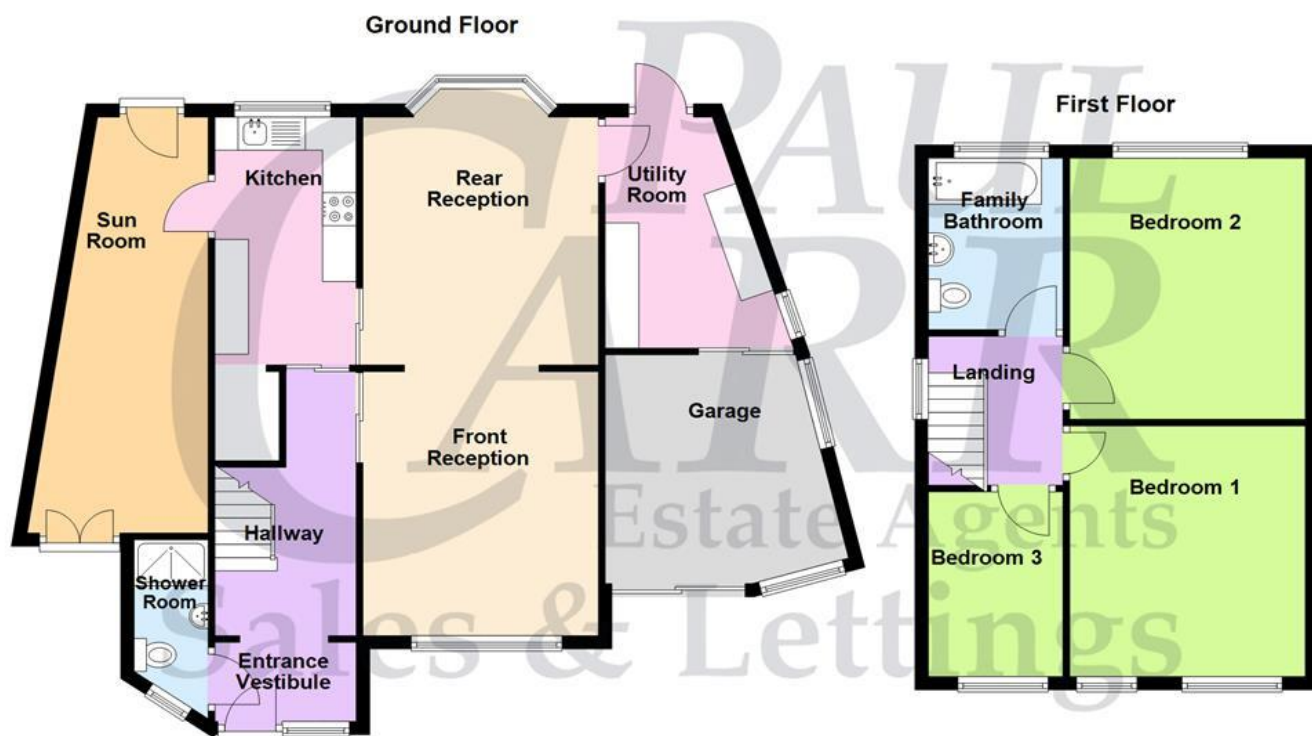 Ground Floor
First Floor
PAUL
CARR
Estate Agents
Sales & Lettings
Sun
Room
Kitchen
Rear
Reception
Utility
Room
Garage
Front
Reception
Hallway
Shower
Room
Entrance
Vestibule
Family
Bathroom
Bedroom 2
Landing
Bedroom 1
Bedroom 3